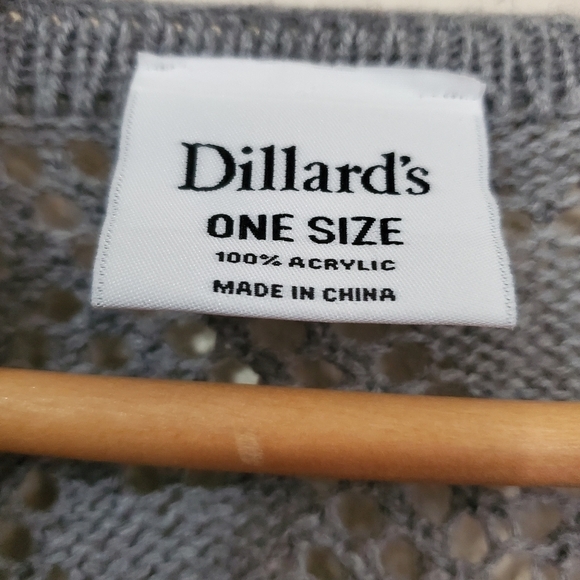 Dillard's
ONE SIZE
100% ACRYLIC
MADE IN CHINA